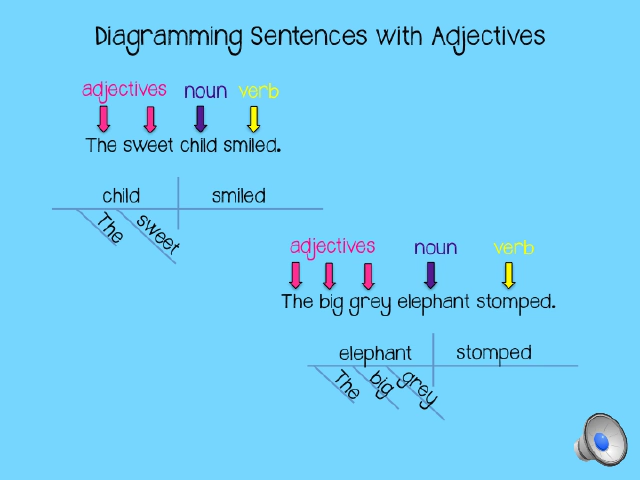 Diagramming Sentences with Adjectives
adjectives noun verb
The sweet child smiled.
child smiled
The sweet
adjectives noun verb
The big grey elephant stomped.
elephant stomped
The big grey